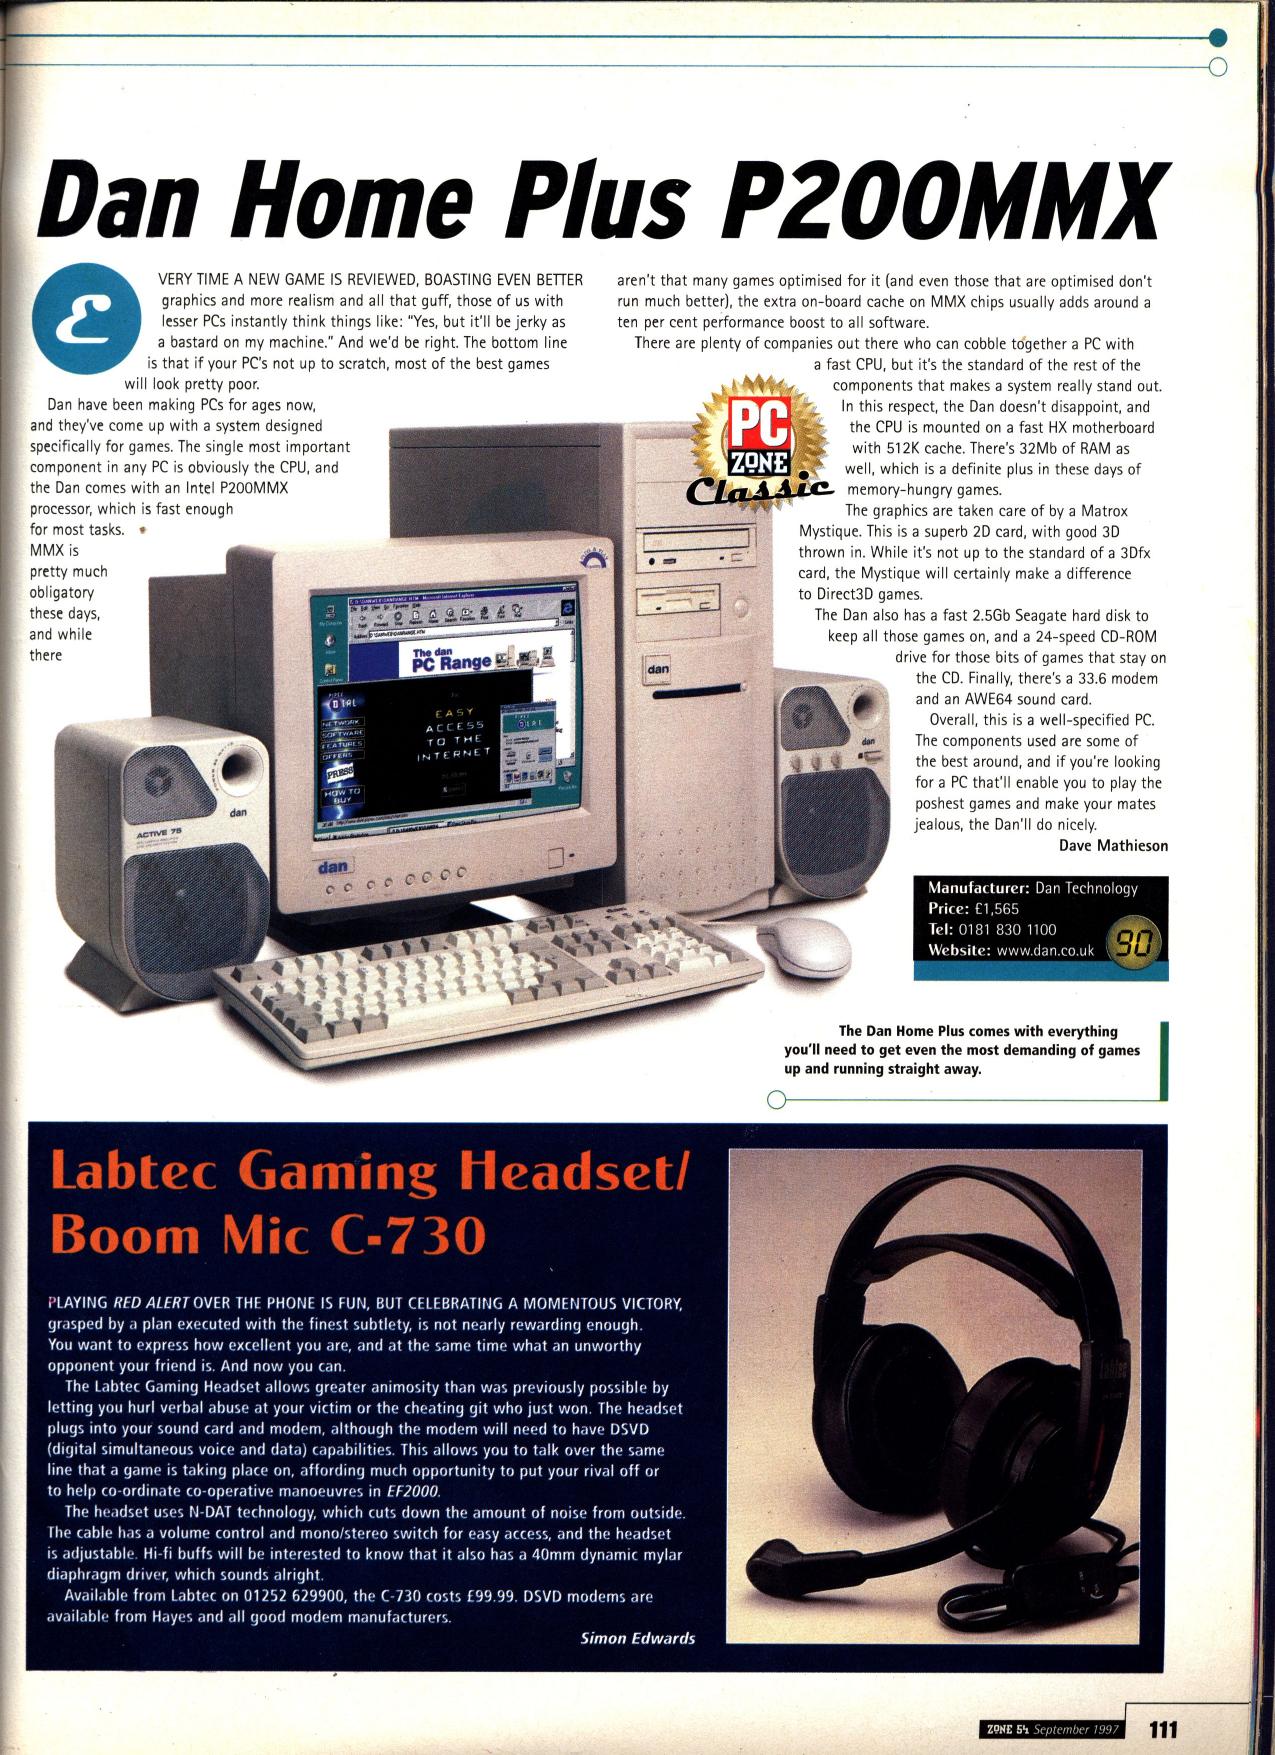 Dan Home Plus P200MMX
EVERY TIME A NEW GAME IS REVIEWED, BOASTING EVEN BETTER
graphics and more realism and all that guff, those of us with
lesser PCs instantly think things like: "Yes, but it'll be jerky as
a bastard on my machine." And we'd be right. The bottom line
is that if your PC's not up to scratch, most of the best games
will look pretty poor.
Dan have been making PCs for ages now,
and they've come up with a system designed
specifically for games. The single most important
component in any PC is obviously the CPU, and
the Dan comes with an Intel P200MMX
processor, which is fast enough
for most tasks.
MMX is
pretty much
obligatory
these days,
and while
there
aren't that many games optimised for it (and even those that are optimised don't
run much better), the extra on-board cache on MMX chips usually adds around a
ten per cent performance boost to all software.
There are plenty of companies out there who can cobble together a PC with
a fast CPU, but it's the standard of the rest of the
components that makes a system really stand out.
In this respect, the Dan doesn't disappoint, and
the CPU is mounted on a fast HX motherboard
with 512K cache. There's 32Mb of RAM as
well, which is a definite plus in these days of
memory-hungry games.
The graphics are taken care of by a Matrox
Mystique. This is a superb 2D card, with good 3D
thrown in. While it's not up to the standard of a 3Dfx
card, the Mystique will certainly make a difference
to Direct3D games.
The Dan also has a fast 2.5Gb Seagate hard disk to
keep all those games on, and a 24-speed CD-ROM
drive for those bits of games that stay on
the CD. Finally, there's a 33.6 modem
and an AWE64 sound card.
Overall, this is a well-specified PC.
The components used are some of
the best around, and if you're looking
for a PC that'll enable you to play the
poshest games and make your mates
jealous, the Dan'll do nicely.
Dave Mathieson
PC
ZONE
Classic
The dan
PC Range
DIAL
NETWORK
SOFTWARE
FEATURES
OFFERS
PRESS
HOW TO
BUY
EASY
ACCESS
TO THE
INTERNET
DIAL
dan
dan
ACTIVE 75
dan
dan
Manufacturer: Dan Technology
Price: £1,565
Tel: 0181 830 1100
Website: www.dan.co.uk
90
The Dan Home Plus comes with everything
you'll need to get even the most demanding of games
up and running straight away.
Labtec Gaming Headset/
Boom Mic C-730
PLAYING RED ALERT OVER THE PHONE IS FUN, BUT CELEBRATING A MOMENTOUS VICTORY,
grasped by a plan executed with the finest subtlety, is not nearly rewarding enough.
You want to express how excellent you are, and at the same time what an unworthy
opponent your friend is. And now you can.
The Labtec Gaming Headset allows greater animosity than was previously possible by
letting you hurl verbal abuse at your victim or the cheating git who just won. The headset
plugs into your sound card and modem, although the modem will need to have DSVD
(digital simultaneous voice and data) capabilities. This allows you to talk over the same
line that a game is taking place on, affording much opportunity to put your rival off or
to help co-ordinate co-operative manoeuvres in EF2000.
The headset uses N-DAT technology, which cuts down the amount of noise from outside.
The cable has a volume control and mono/stereo switch for easy access, and the headset
is adjustable. Hi-fi buffs will be interested to know that it also has a 40mm dynamic mylar
diaphragm driver, which sounds alright.
Available from Labtec on 01252 629900, the C-730 costs £99.99. DSVD modems are
available from Hayes and all good modem manufacturers.
Simon Edwards
labtec
ZONE 54 September 1997 111